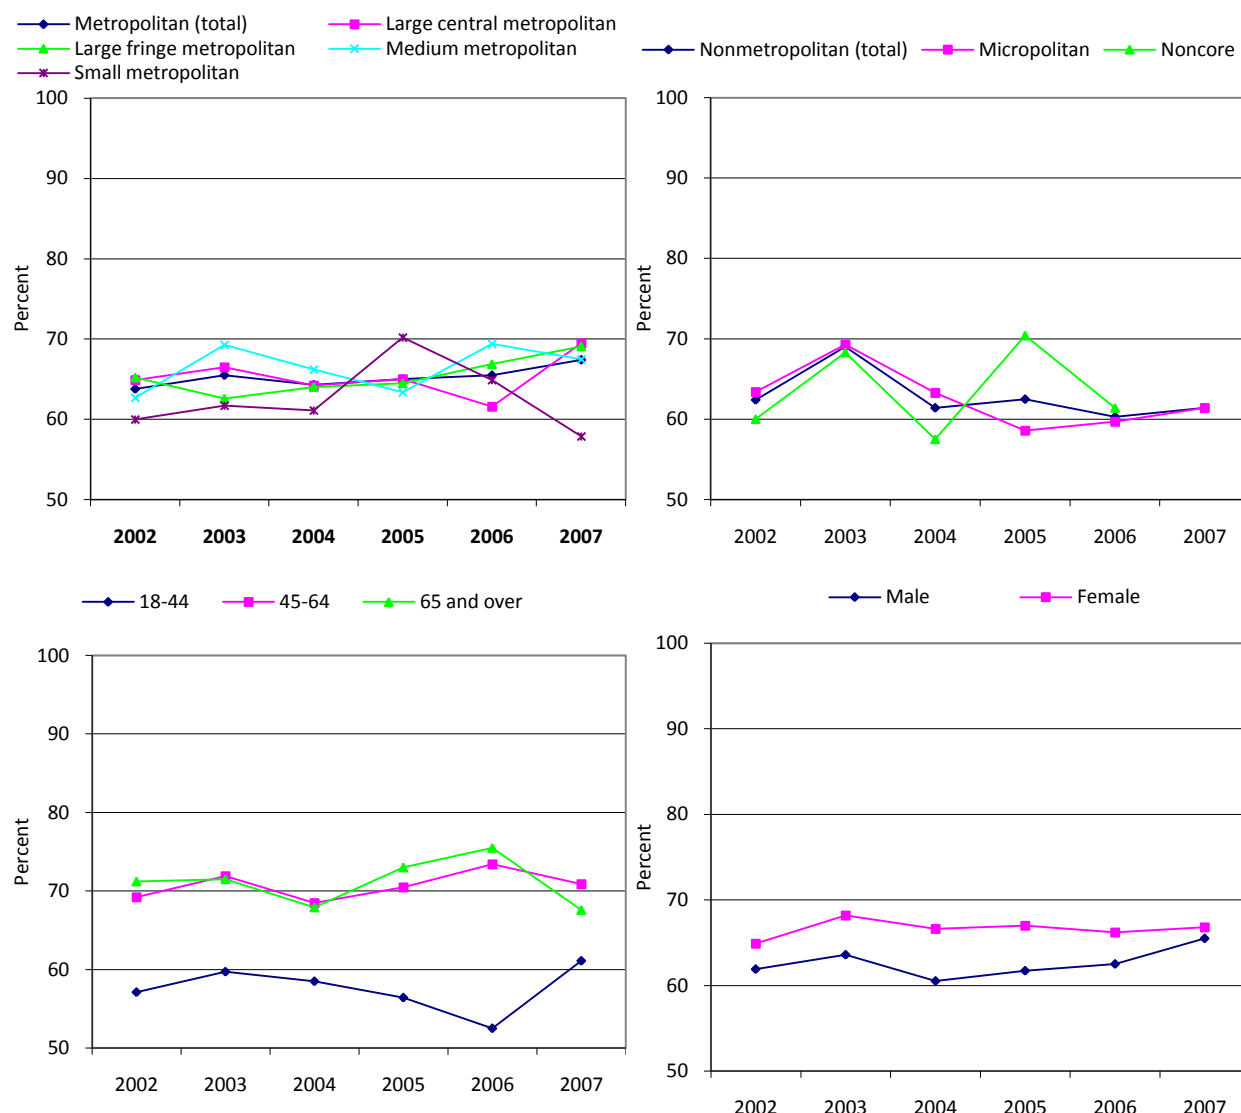 Metropolitan (total) Large central metropolitan
Large fringe metropolitan Medium metropolitan
Small metropolitan
Percent
100
90
80
70
60
50
2002 2003 2004 2005 2006 2007
Nonmetropolitan (total) Micropolitan Noncore
Percent
100
90
80
70
60
50
2002 2003 2004 2005 2006 2007
18-44 45-64 65 and over
Percent
100
90
80
70
60
50
2002 2003 2004 2005 2006 2007
Male Female
Percent
100
90
80
70
60
50
2002 2003 2004 2005 2006 2007